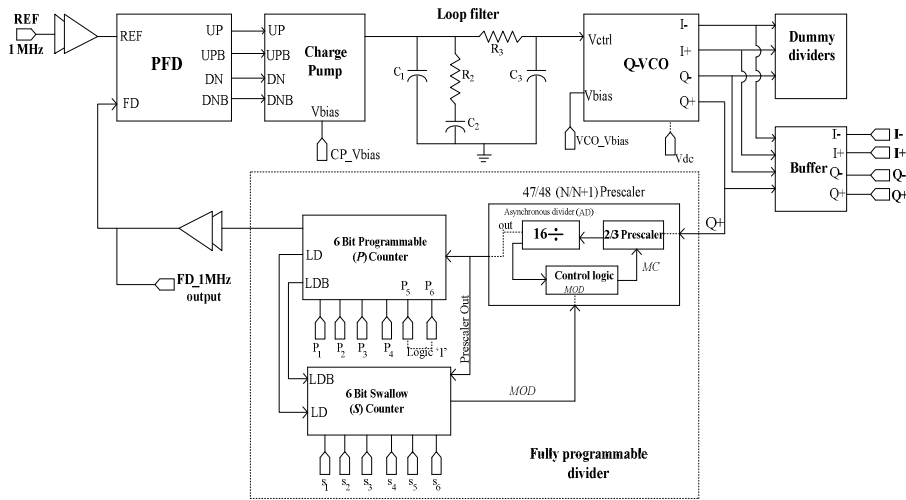 REF
1 MHz
REF
FD
PFD
UP
UPB
DN
DNB
UP
UPB
DN
DNB
Charge
Pump
Vbias
CP_Vbias
Loop filter
C1
R2
C2
R3
C3
Vctrl
Q-VCO
Vbias
VCO_Vbias
Vdc
I-
I+
Q-
Q+
Dummy
dividers
I-
I+
Q-
Q+
Buffer
I-
I+
Q-
Q+
47/48 (N/N+1) Prescaler
Asynchronous divider (AD)
out
16÷
2/3 Prescaler
Control logic
MOD
MC
Q+
6 Bit Programmable
(P) Counter
LD
LDB
P5 P6
P1 P2 P3 P4 Logic '1'
Prescaler Out
FD_1MHz
output
LDB
LD
6 Bit Swallow
(S) Counter
MOD
s1 s2 s3 s4 s5 s6
Fully programmable
divider